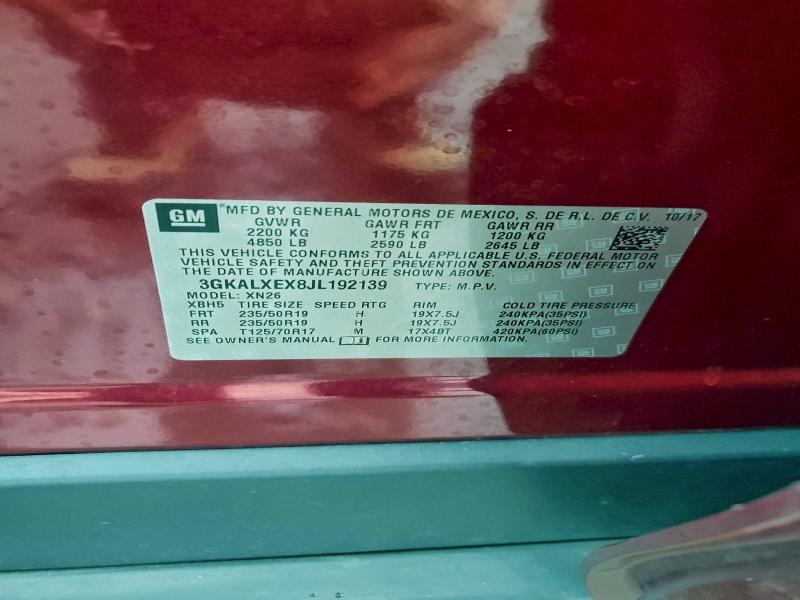 GM *MFD BY GENERAL MOTORS DE MEXICO, S. DE R.L. DE C.V. 10/17
GVWR GAWR FRT GAWR RR
2200 KG 1175 KG 1200 KG
4850 LB 2590 LB 2645 LB
THIS VEHICLE CONFORMS TO ALL APPLICABLE U.S. FEDERAL MOTOR
VEHICLE SAFETY AND THEFT PREVENTION STANDARDS IN EFFECT ON
THE DATE OF MANUFACTURE SHOWN ABOVE.
3GKALXEX8JL192139 TYPE: M.P.V.
MODEL: XN26
XBH5 TIRE SIZE SPEED RTG RIM COLD TIRE PRESSURE
FRT 235/50R19 H 19X7.5J 240KPA(35PSI)
RR 235/50R19 H 19X7.5J 240KPA(35PSI)
SPA T125/70R17 M 17X4BT 420KPA(60PSI)
SEE OWNER'S MANUAL FOR MORE INFORMATION.